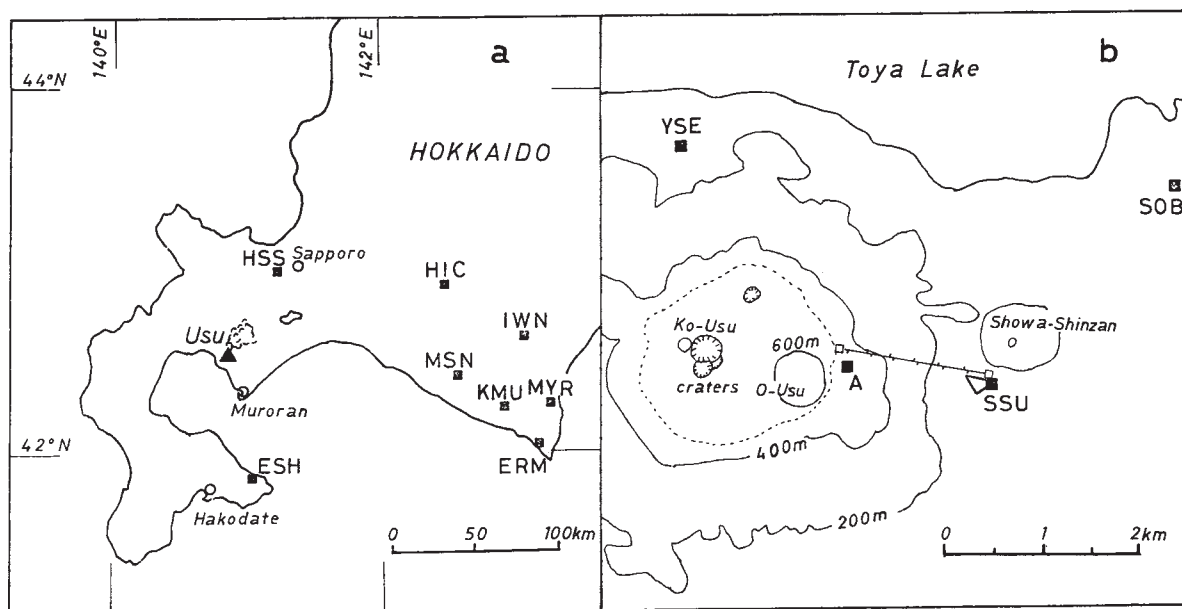 140°E
142°E
a
44°N
HOKKAIDO
HSS
Sapporo
HIC
Usu
IWN
MSN
KMU
MYR
Muroran
42°N
ERM
ESH
Hakodate
0 50 100km
b
Toya Lake
YSE
SOB
Ko-Usu
600m
Showa-Shinzan
craters
O-Usu
A
SSU
400m
200m
0 1 2km